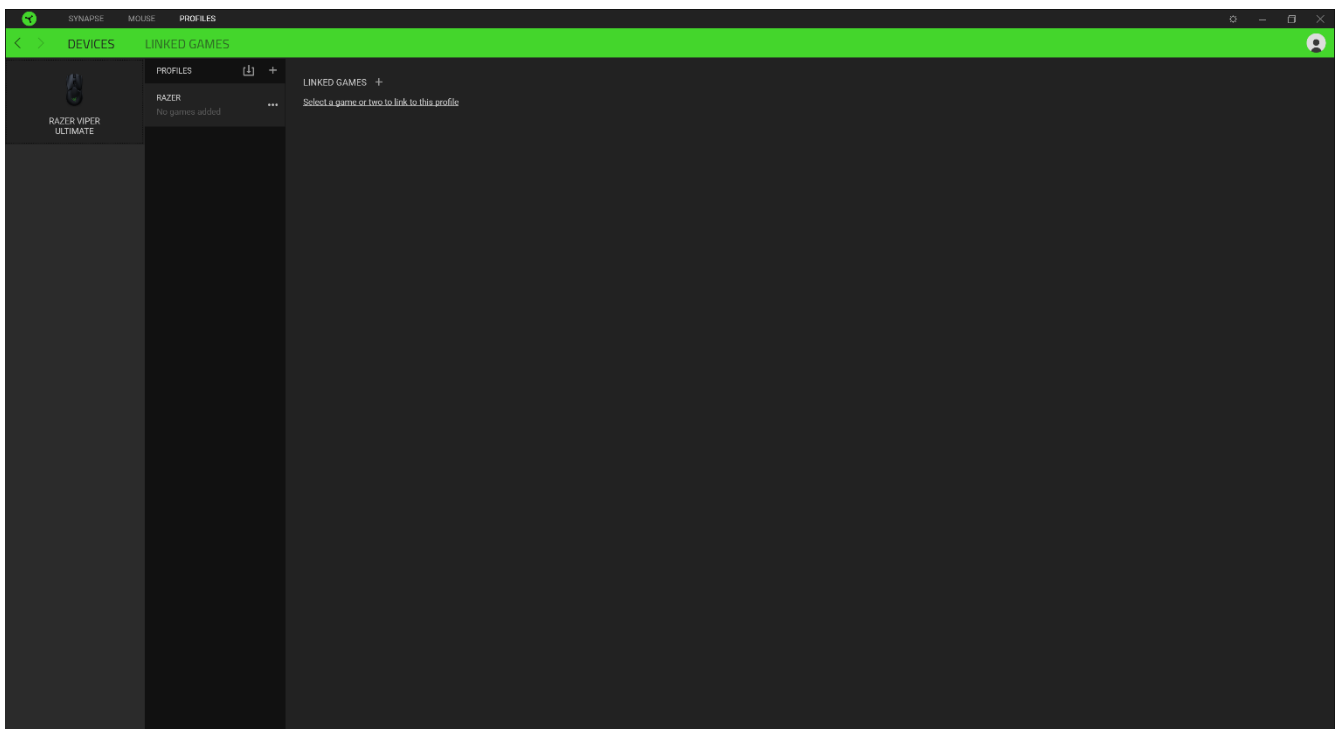 SYNAPSE MOUSE PROFILES
DEVICES LINKED GAMES
RAZER VIPER
ULTIMATE
PROFILES
RAZER
No games added
LINKED GAMES +
Select a game or two to link to this profile